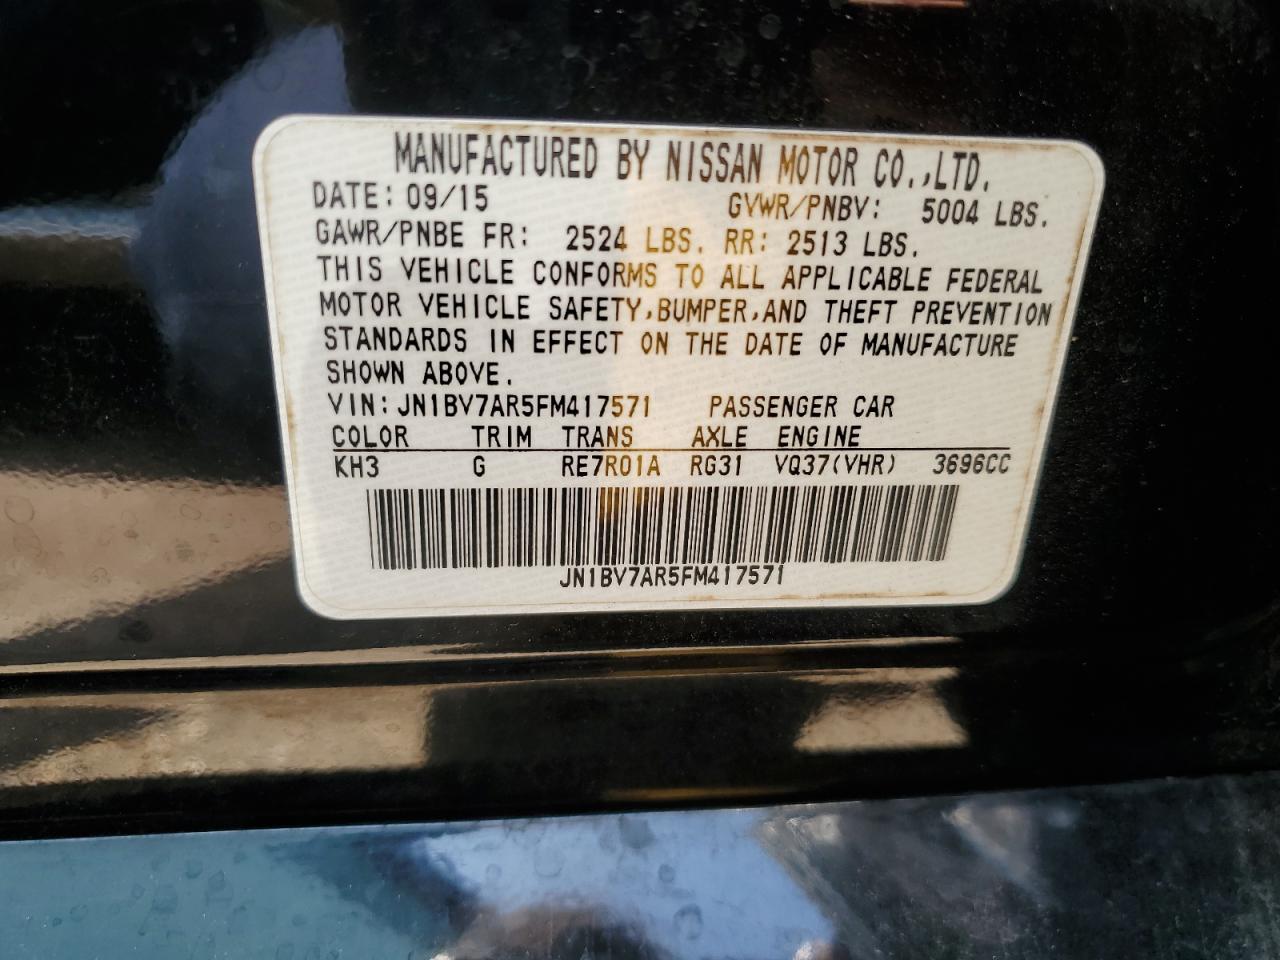 MANUFACTURED BY NISSAN MOTOR CO.,LTD.
DATE: 09/15 GVWR/PNBV: 5004 LBS.
GAWR/PNBE FR: 2524 LBS. RR: 2513 LBS.
THIS VEHICLE CONFORMS TO ALL APPLICABLE FEDERAL
MOTOR VEHICLE SAFETY,BUMPER,AND THEFT PREVENTION
STANDARDS IN EFFECT ON THE DATE OF MANUFACTURE
SHOWN ABOVE.
VIN: JN1BV7AR5FM417571 PASSENGER CAR
COLOR TRIM TRANS AXLE ENGINE
KH3 G RE7R01A RG31 VQ37(VHR) 3696CC
JN1BV7AR5FM417571